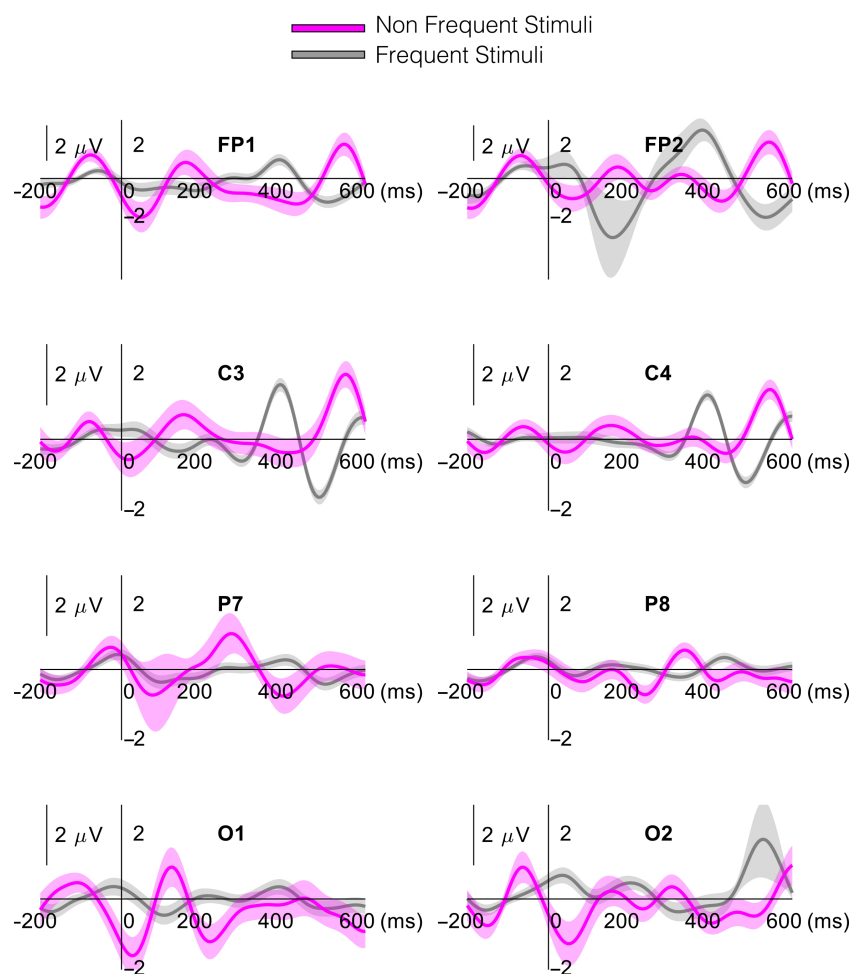 Non Frequent Stimuli
Frequent Stimuli
2 μV 2 FP1
-200 0 200 400 600 (ms)
-2
2 μV 2 FP2
-200 0 200 400 600 (ms)
-2
2 μV 2 C3
-200 0 200 400 600 (ms)
-2
2 μV 2 C4
-200 0 200 400 600 (ms)
-2
2 μV 2 P7
-200 0 200 400 600 (ms)
-2
2 μV 2 P8
-200 0 200 400 600 (ms)
-2
2 μV 2 O1
-200 0 200 400 600 (ms)
-2
2 μV 2 O2
-200 0 200 400 600 (ms)
-2